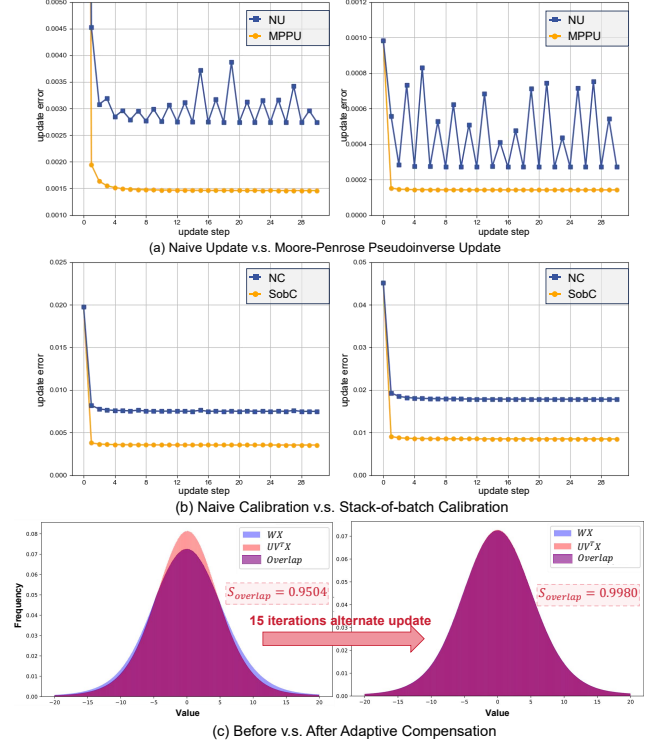 NU
MPPU
0.0050
0.0045
0.0040
0.0035
0.0030
0.0025
0.0020
0.0015
0.0010
update error
0 4 8 12 16 20 24 28
update step
NU
MPPU
0.0012
0.0010
0.0008
0.0006
0.0004
0.0002
0.0000
update error
0 4 8 12 16 20 24 28
update step
(a) Naive Update v.s. Moore-Penrose Pseudoinverse Update
NC
SobC
0.025
0.020
0.015
0.010
0.005
0.000
update error
0 4 8 12 16 20 24 28
update step
NC
SobC
0.05
0.04
0.03
0.02
0.01
0.00
update error
0 4 8 12 16 20 24 28
update step
(b) Naive Calibration v.s. Stack-of-batch Calibration
WX
UVᵀX
Overlap
S_overlap = 0.9504
0.08
0.07
0.06
0.05
0.04
0.03
0.02
0.01
0.00
Frequency
−20 −15 −10 −5 0 5 10 15 20
Value
15 iterations alternate update
WX
UVᵀX
Overlap
S_overlap = 0.9980
0.07
0.06
0.05
0.04
0.03
0.02
0.01
0.00
−20 −15 −10 −5 0 5 10 15 20
Value
(c) Before v.s. After Adaptive Compensation